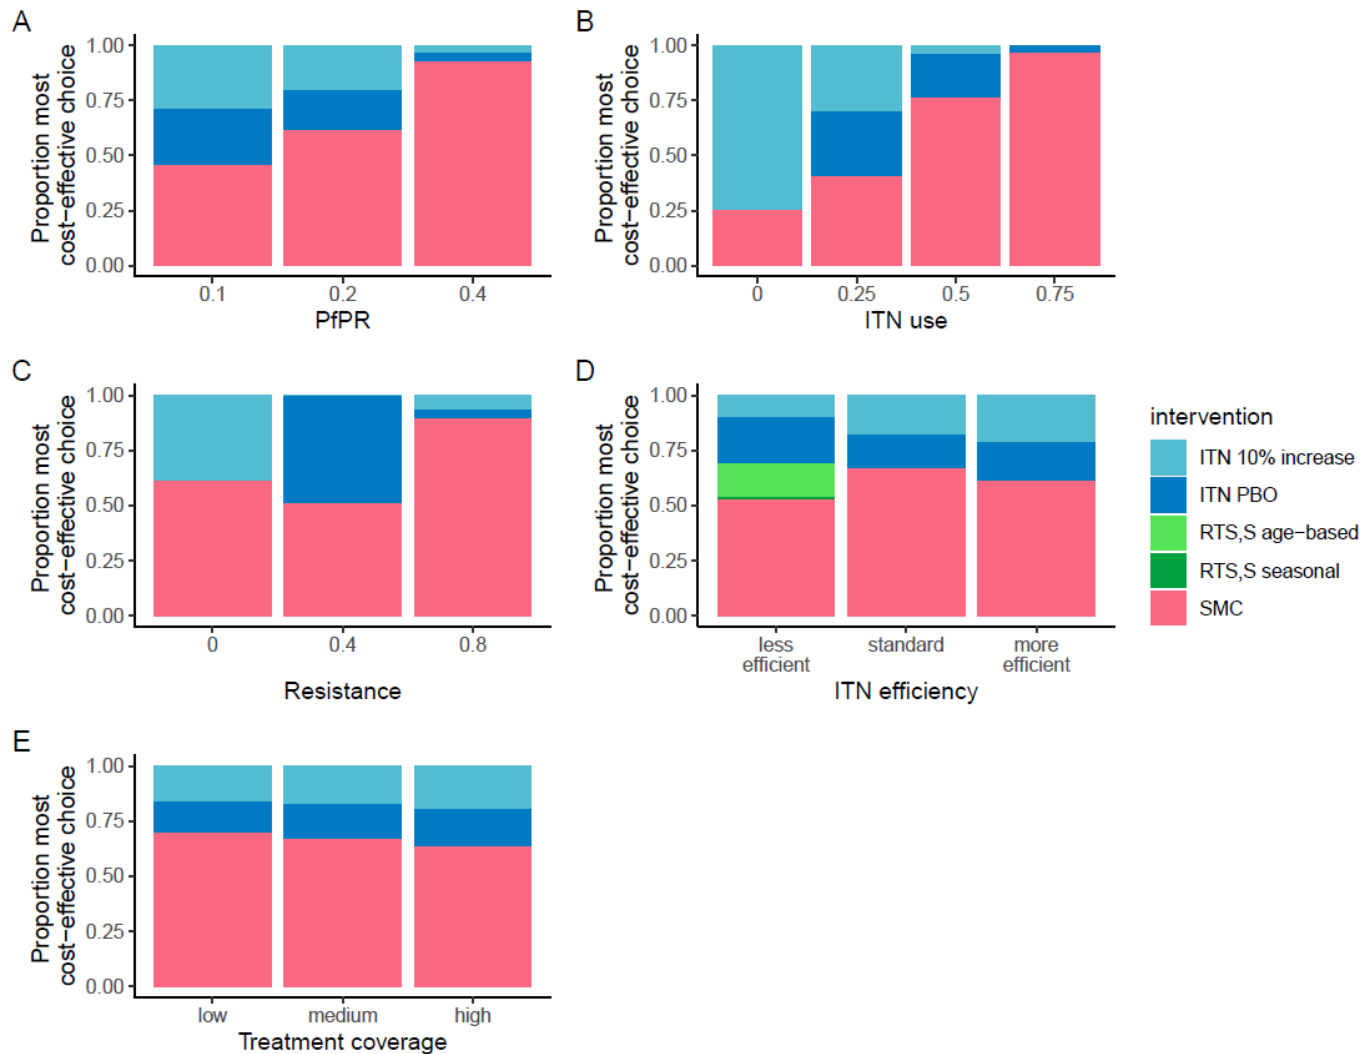 A
Proportion most
cost−effective choice
1.00
0.75
0.50
0.25
0.00
0.1 0.2 0.4
PfPR
B
Proportion most
cost−effective choice
1.00
0.75
0.50
0.25
0.00
0 0.25 0.5 0.75
ITN use
C
Proportion most
cost−effective choice
1.00
0.75
0.50
0.25
0.00
0 0.4 0.8
Resistance
D
Proportion most
cost−effective choice
1.00
0.75
0.50
0.25
0.00
less standard more
efficient efficient
ITN efficiency
intervention
ITN 10% increase
ITN PBO
RTS,S age−based
RTS,S seasonal
SMC
E
Proportion most
cost−effective choice
1.00
0.75
0.50
0.25
0.00
low medium high
Treatment coverage